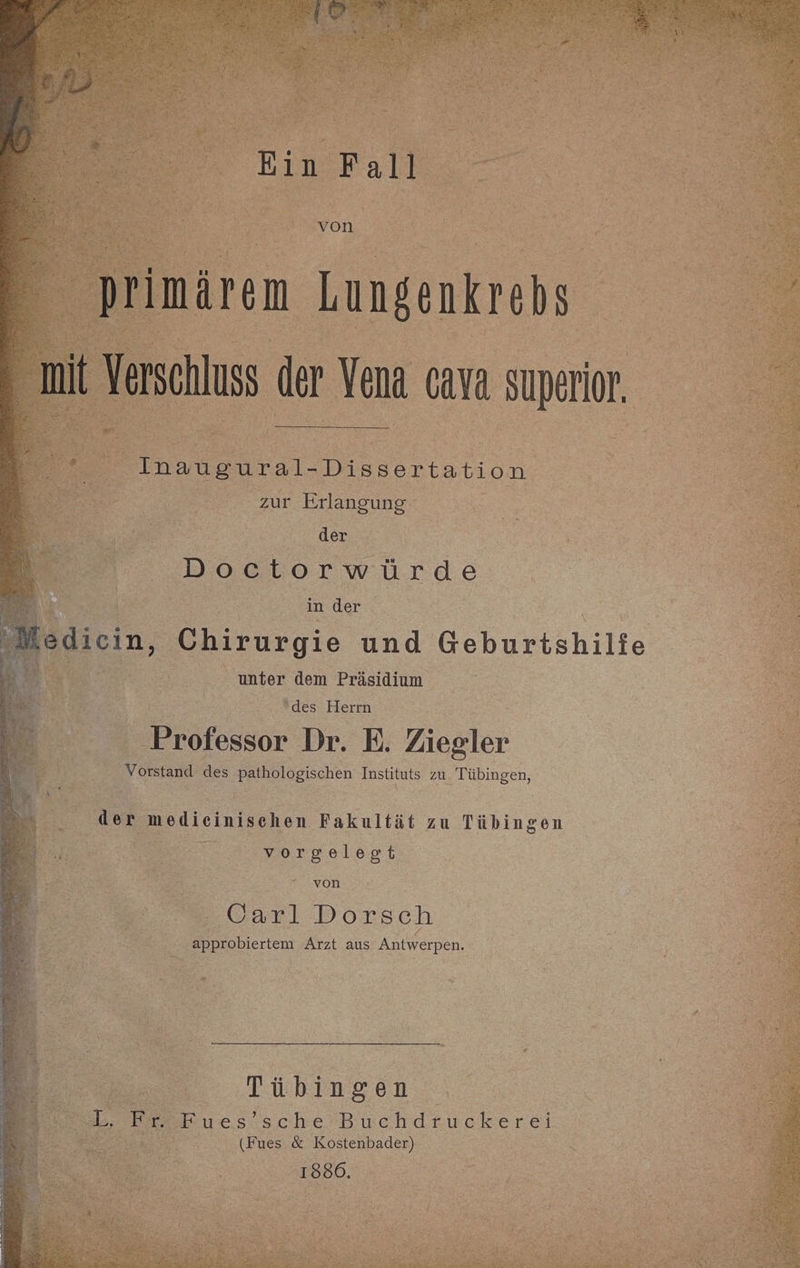 Ein Fall
von
primärem Lungenkrebs
mit Verschluss der Vena cava superior.
Inaugural-Dissertation
zur Erlangung
der
Doctorwürde
in der
Medicin, Chirurgie und Geburtshilfe
unter dem Präsidium
des Herrn
Professor Dr. E. Ziegler
Vorstand des pathologischen Instituts zu Tübingen,
der medicinischen Fakultät zu Tübingen
vorgelegt
von
Carl Dorsch
approbiertem Arzt aus Antwerpen.
Tübingen
L. Fr. Fues'sche Buchdruckerei
(Fues & Kostenbader)
1886.